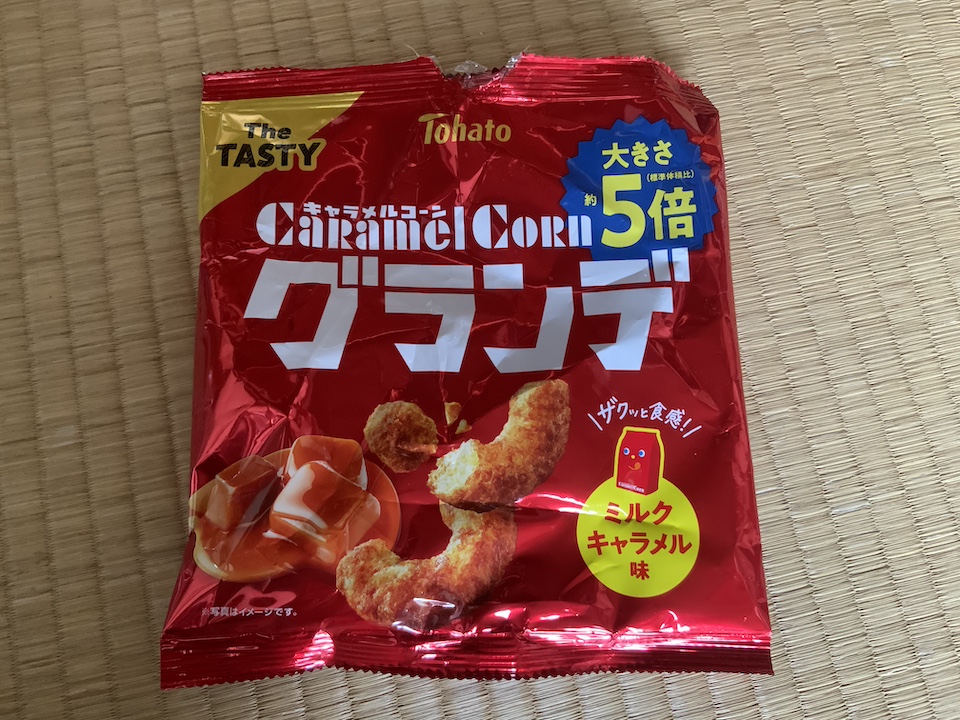 The
TASTY
Tohato
大きさ
(標準体積比)
約5倍
キャラメルコーン
Caramel Corn
グランデ
ザクッと食感!
ミルク
キャラメル
味
※写真はイメージです。